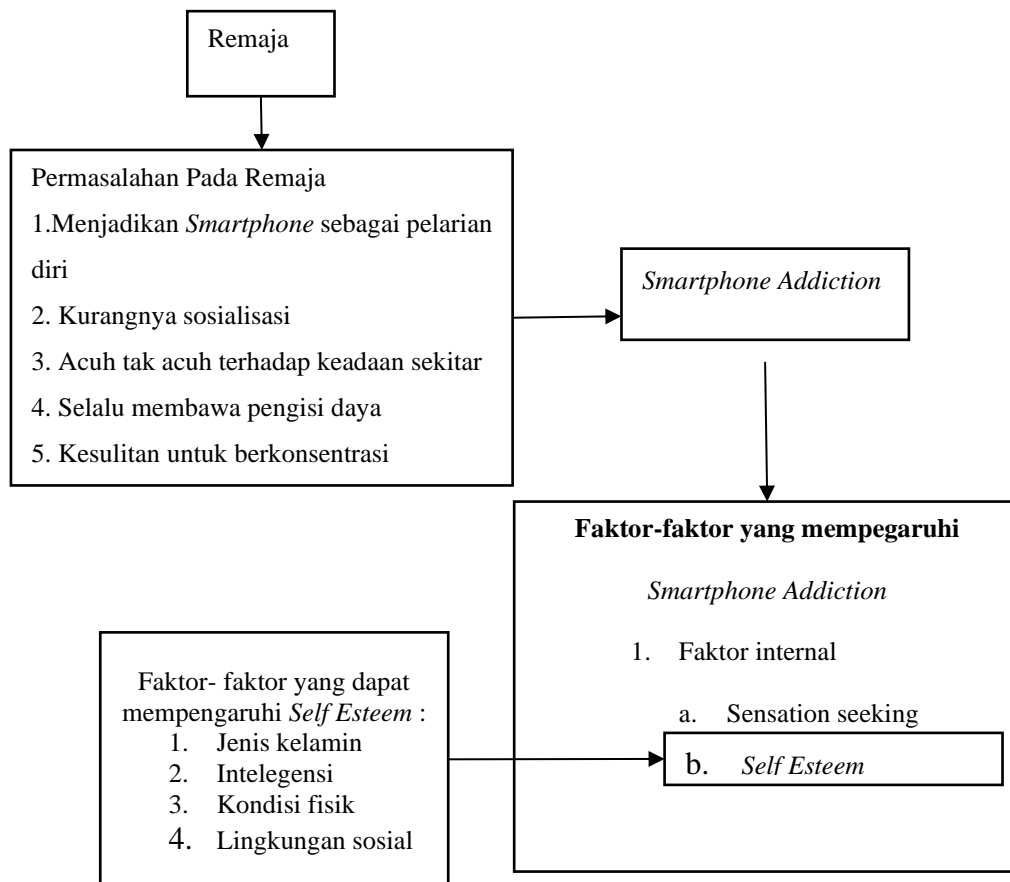 Remaja
Permasalahan Pada Remaja
1.Menjadikan Smartphone sebagai pelarian
diri
2. Kurangnya sosialisasi
3. Acuh tak acuh terhadap keadaan sekitar
4. Selalu membawa pengisi daya
5. Kesulitan untuk berkonsentrasi
Smartphone Addiction
Faktor-faktor yang mempegaruhi
Smartphone Addiction
1. Faktor internal
a. Sensation seeking
b. Self Esteem
Faktor- faktor yang dapat
mempengaruhi Self Esteem :
1. Jenis kelamin
2. Intelegensi
3. Kondisi fisik
4. Lingkungan sosial